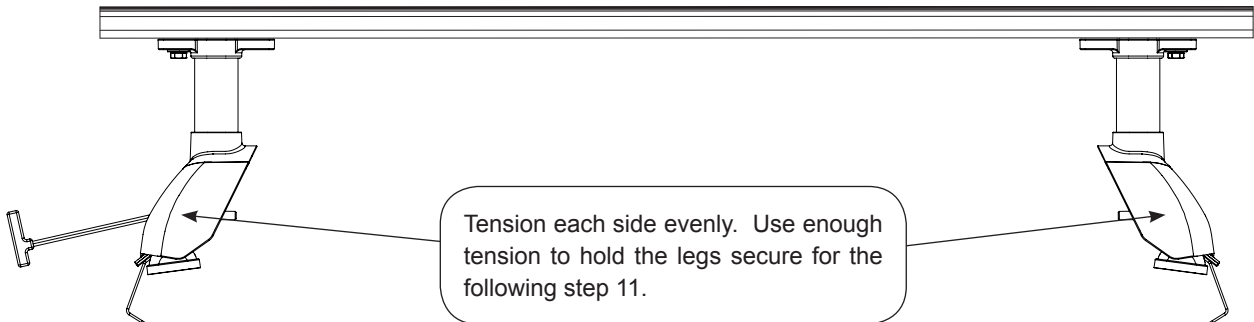 Tension each side evenly.  Use enough
tension to hold the legs secure for the
following step 11.